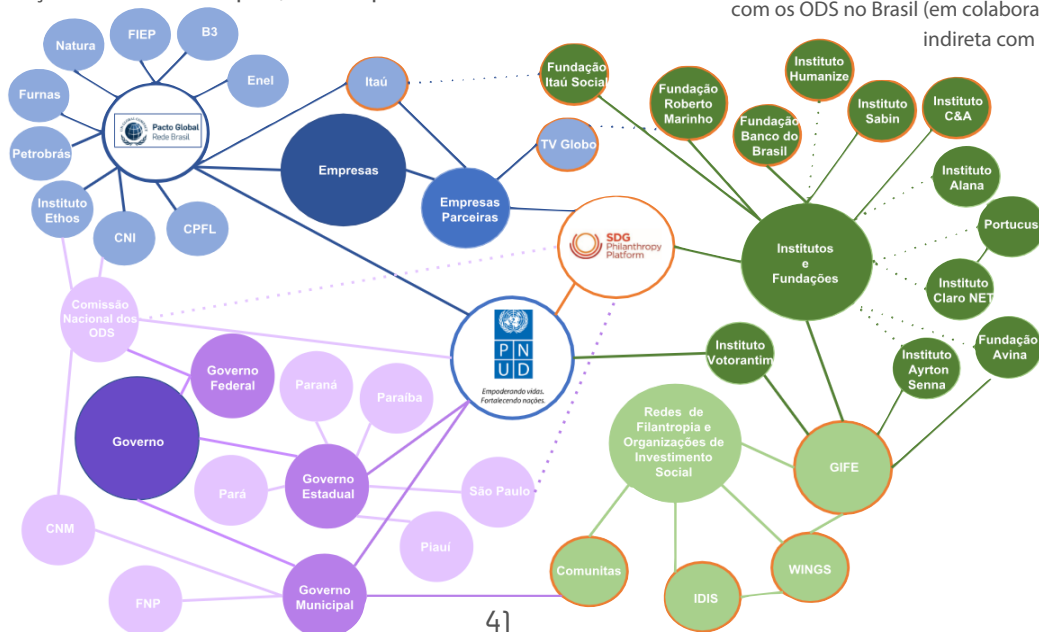 com os ODS no Brasil (em colabora
indireta com
Natura
FIEP
B3
Enel
Furnas
Petrobrás
Pacto Global
Rede Brasil
Instituto
Ethos
CNI
CPFL
Itaú
Empresas
Empresas
Parceiras
TV Globo
Fundação
Itaú Social
Fundação
Roberto
Marinho
Fundação
Banco do
Brasil
Instituto
Humanize
Instituto
Sabin
Instituto
C&A
Instituto
Alana
Portucus
Instituto
Claro NET
Fundação
Avina
Instituto
Ayrton
Senna
Institutos
e
Fundações
SDG
Philanthropy
Platform
Comissão
Nacional dos
ODS
P N
U D
Empoderando vidas.
Fortalecendo nações.
Instituto
Votorantim
Governo
Federal
Governo
Paraná
Paraíba
Pará
Governo
Estadual
São Paulo
Piauí
CNM
FNP
Governo
Municipal
Redes de
Filantropia e
Organizações de
Investimento
Social
GIFE
Comunitas
IDIS
WINGS
41